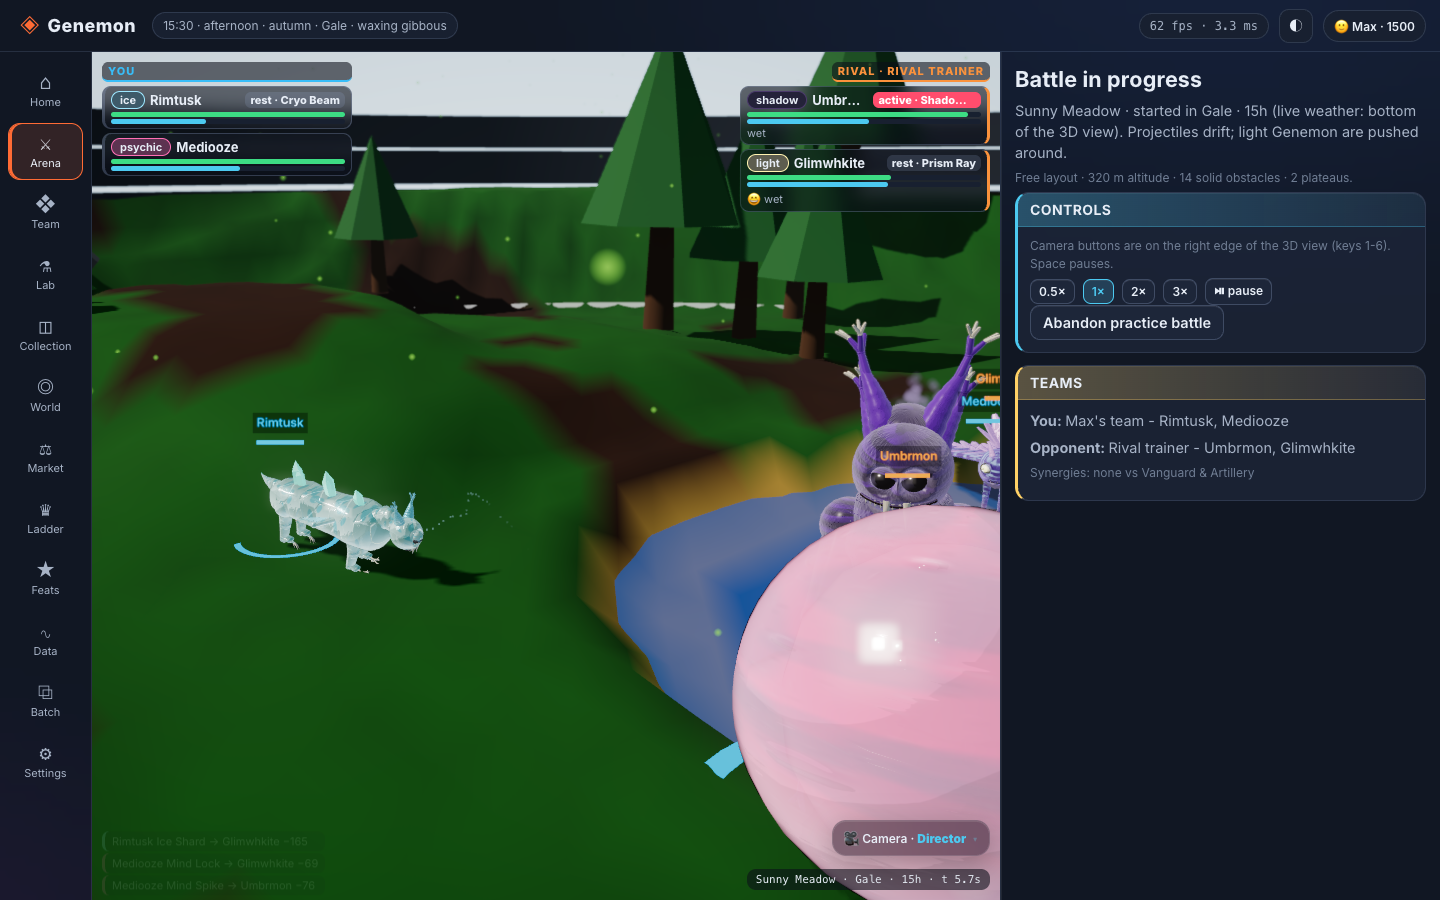 Genemon
15:30 · afternoon · autumn · Gale · waxing gibbous
62 fps · 3.3 ms
Max · 1500
Home
Arena
Team
Lab
Collection
World
Market
Ladder
Feats
Data
Batch
Settings
YOU
ice Rimtusk rest · Cryo Beam
psychic Mediooze
RIVAL · RIVAL TRAINER
shadow Umbr... active · Shado...
wet
light Glimwhkite rest · Prism Ray
wet
Rimtusk
Glim
Medio
Umbrmon
Rimtusk Ice Shard → Glimwhkite −165
Mediooze Mind Lock → Glimwhkite −69
Mediooze Mind Spike → Umbrmon −76
Camera · Director
Sunny Meadow · Gale · 15h · t 5.7s
Battle in progress
Sunny Meadow · started in Gale · 15h (live weather: bottom
of the 3D view). Projectiles drift; light Genemon are pushed
around.
Free layout · 320 m altitude · 14 solid obstacles · 2 plateaus.
CONTROLS
Camera buttons are on the right edge of the 3D view (keys 1-6).
Space pauses.
0.5× 1× 2× 3× pause
Abandon practice battle
TEAMS
You: Max's team - Rimtusk, Mediooze
Opponent: Rival trainer - Umbrmon, Glimwhkite
Synergies: none vs Vanguard & Artillery